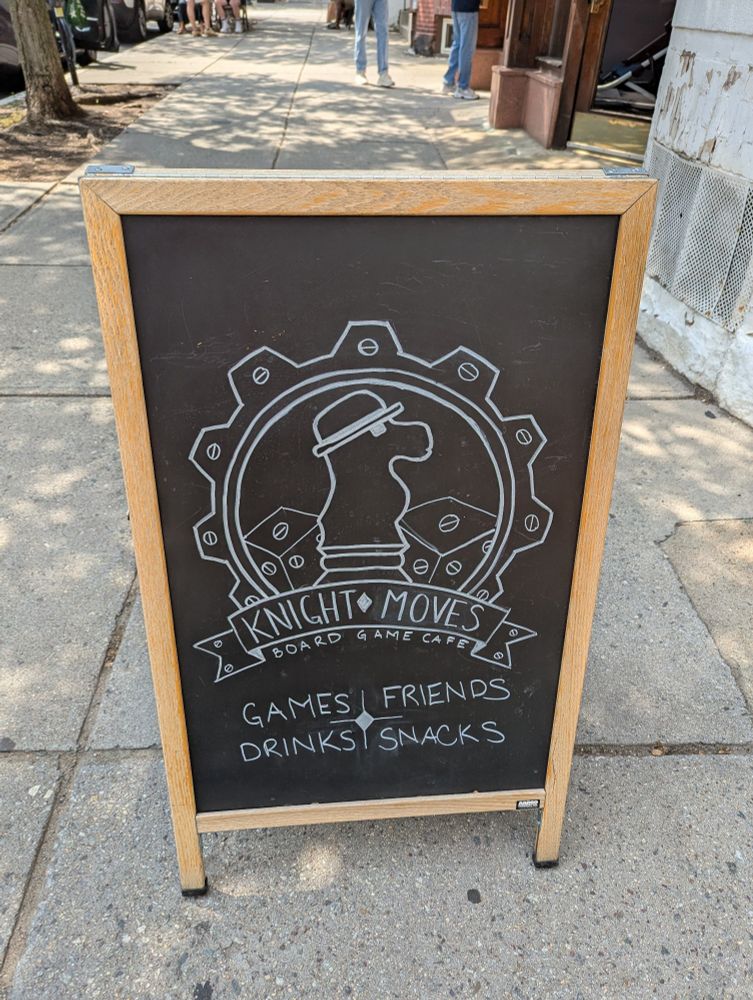 KNIGHT MOVES
BOARD GAME CAFE
GAMES FRIENDS
DRINKS SNACKS